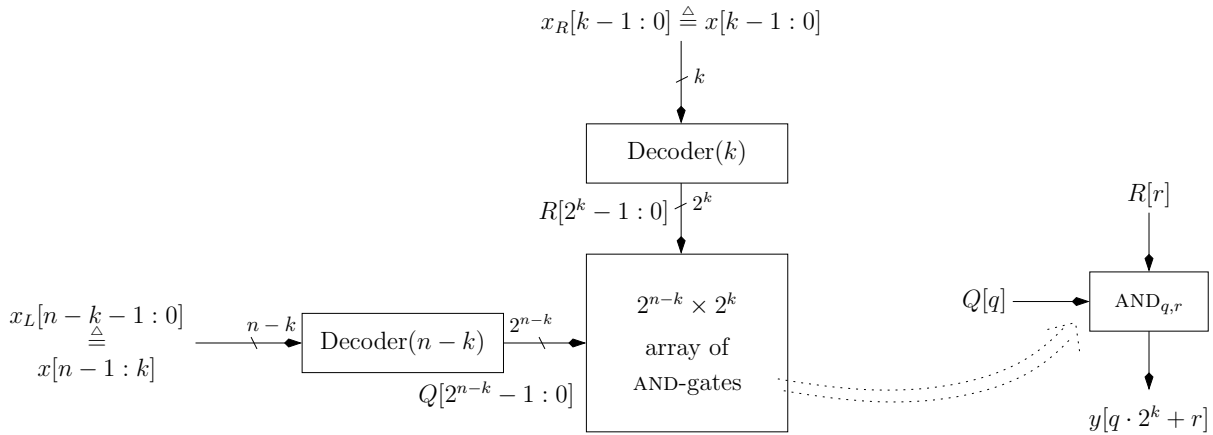 x_R[k − 1 : 0] ≜ x[k − 1 : 0]
k
Decoder(k)
R[2^k − 1 : 0]
2^k
R[r]
x_L[n − k − 1 : 0]
≜
x[n − 1 : k]
n − k
Decoder(n − k)
2^{n−k}
Q[2^{n−k} − 1 : 0]
2^{n−k} × 2^k
array of
AND-gates
Q[q]
AND_{q,r}
y[q · 2^k + r]